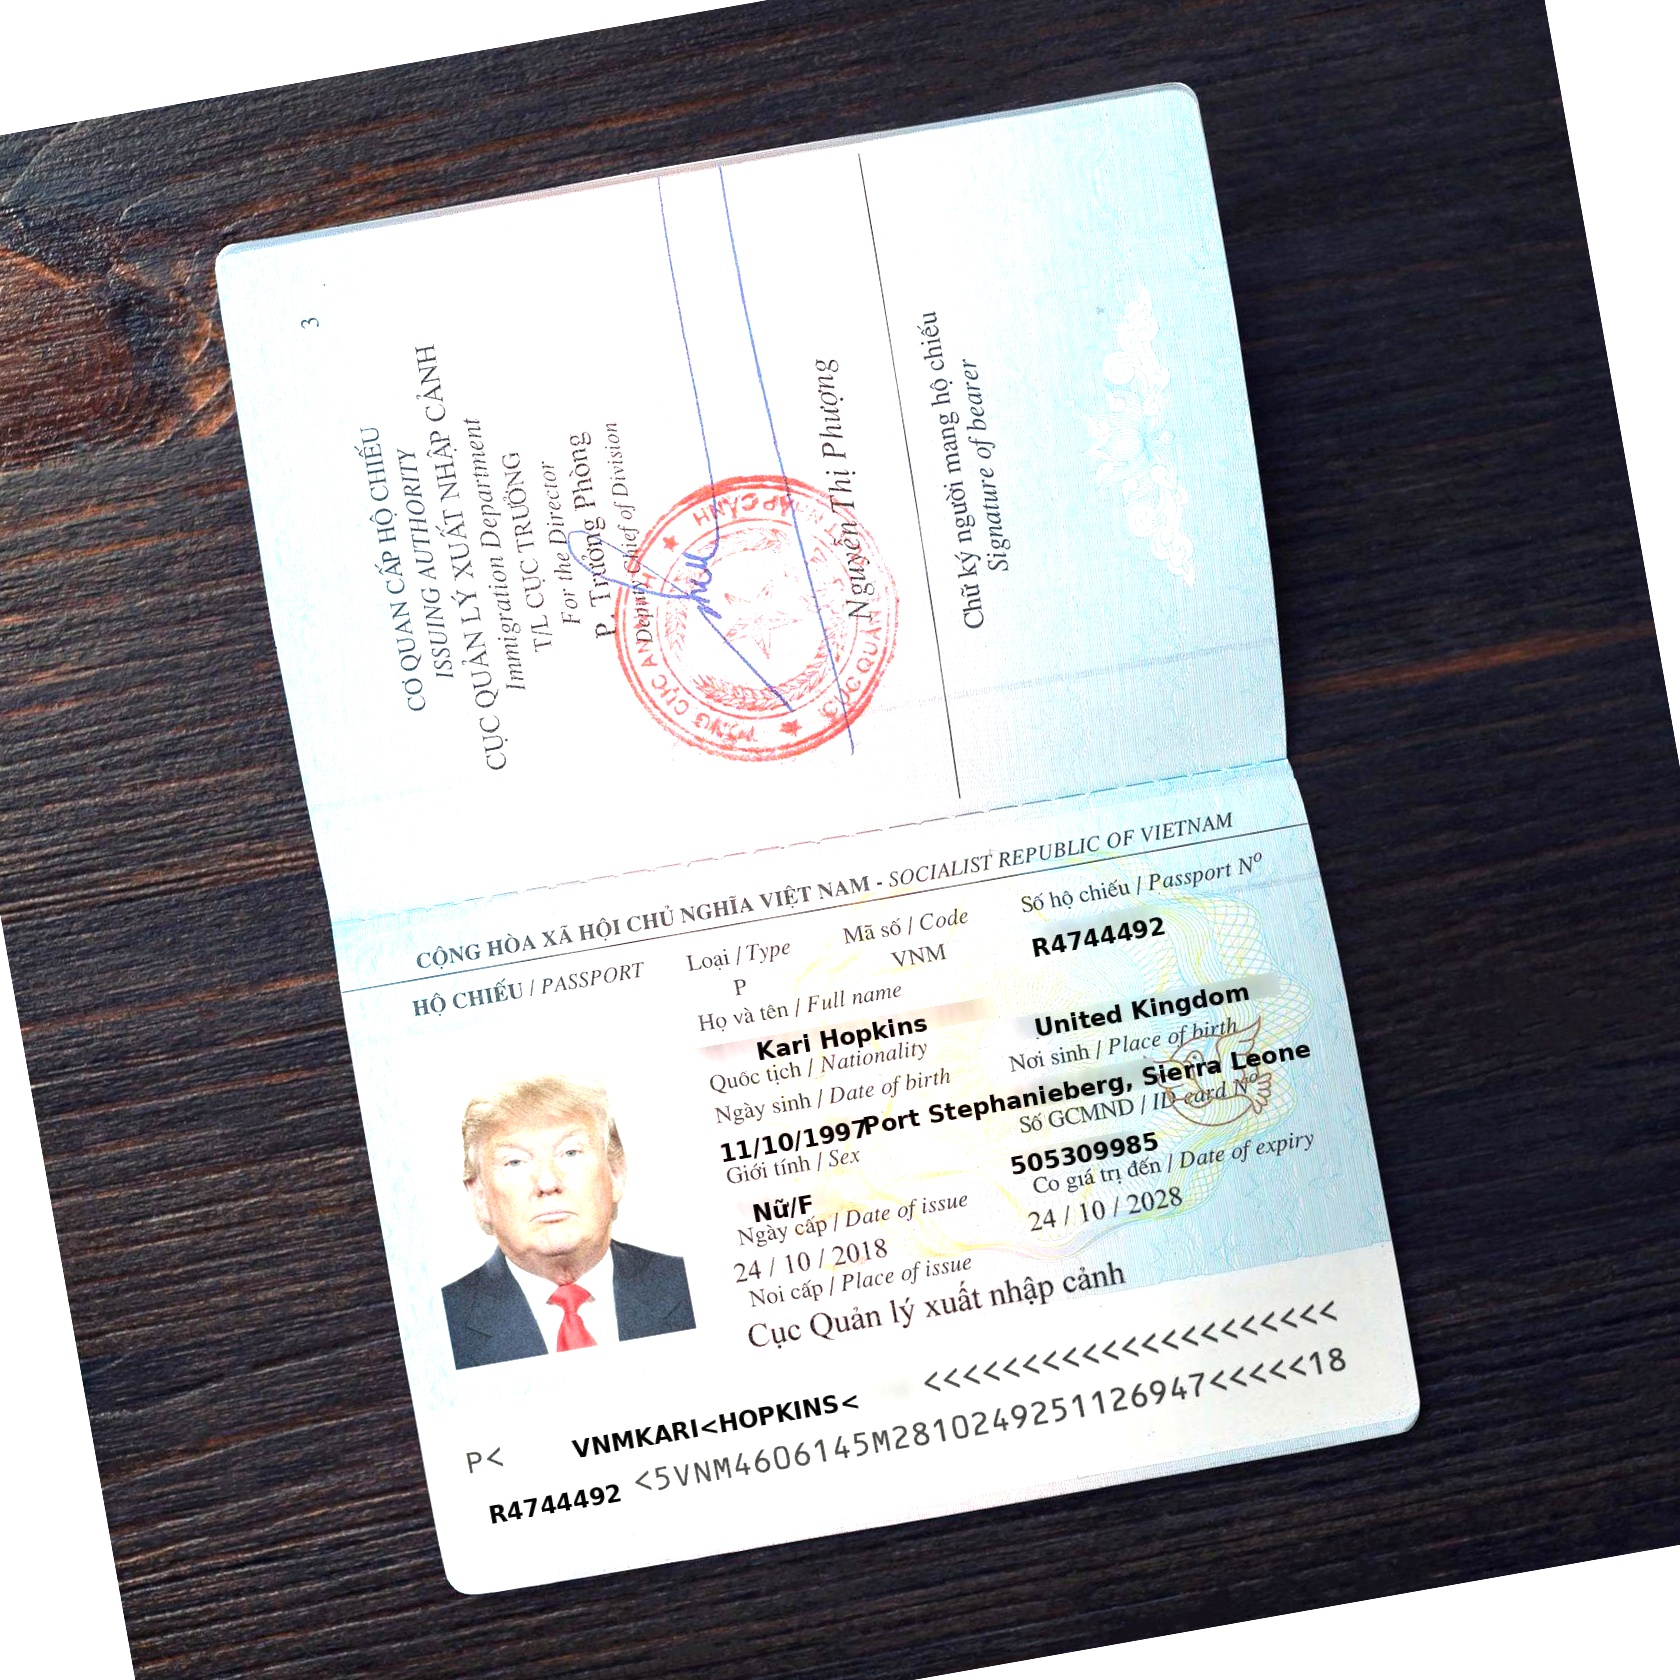 3
CƠ QUAN CẤP HỘ CHIẾU
ISSUING AUTHORITY
CỤC QUẢN LÝ XUẤT NHẬP CẢNH
Immigration Department
T/L CỤC TRƯỞNG
For the Director
P. Trưởng Phòng
Deputy Chief of Division
Nguyễn Thị Phượng
Chữ ký người mang hộ chiếu
Signature of bearer
CỘNG HÒA XÃ HỘI CHỦ NGHĨA VIỆT NAM - SOCIALIST REPUBLIC OF VIETNAM
HỘ CHIẾU / PASSPORT
Loại / Type
Mã số / Code
Số hộ chiếu / Passport Nº
P
VNM
R4744492
Họ và tên / Full name
Kari Hopkins
United Kingdom
Quốc tịch / Nationality
Nơi sinh / Place of birth
Ngày sinh / Date of birth
11/10/1997
Port Stephanieberg, Sierra Leone
Số GCMND / ID card Nº
Giới tính / Sex
505309985
Nữ/F
Co giá trị đến / Date of expiry
Ngày cấp / Date of issue
24 / 10 / 2028
24 / 10 / 2018
Noi cấp / Place of issue
Cục Quản lý xuất nhập cảnh
P< VNMKARI<HOPKINS< <<<<<<<<<<<<<<<<<<<<<<<<<<
R4744492 <5VNM4606145M2810249251126947<<<<<18